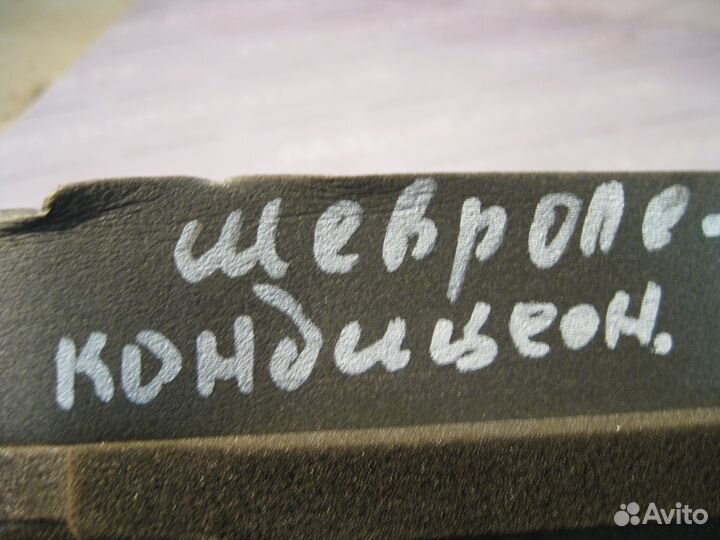 шевроле-
кондицеон.
Avito